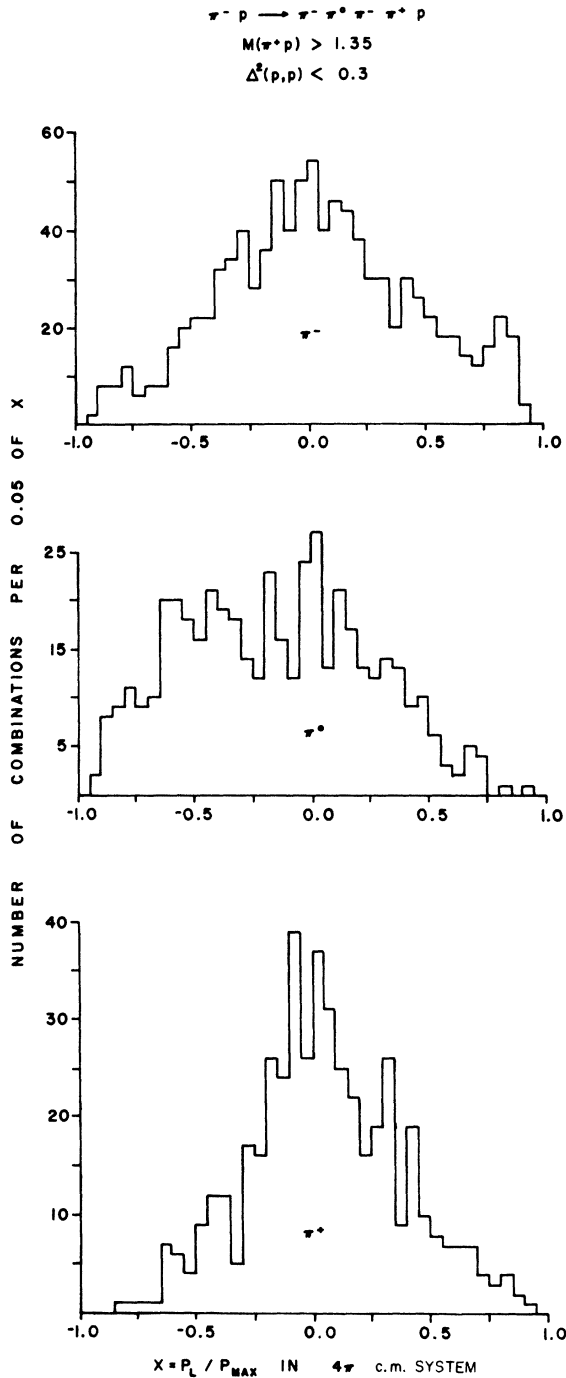 π⁻ p → π⁻ π⁰ π⁻ π⁺ p
M(π⁺p) > 1.35
Δ²(p,p) < 0.3
NUMBER OF COMBINATIONS PER 0.05 OF X
60
40
20
π⁻
-1.0 -0.5 0.0 0.5 1.0
25
15
5
π⁰
-1.0 -0.5 0.0 0.5 1.0
40
30
20
10
π⁺
-1.0 -0.5 0.0 0.5 1.0
X = P_L / P_MAX IN 4π c.m. SYSTEM